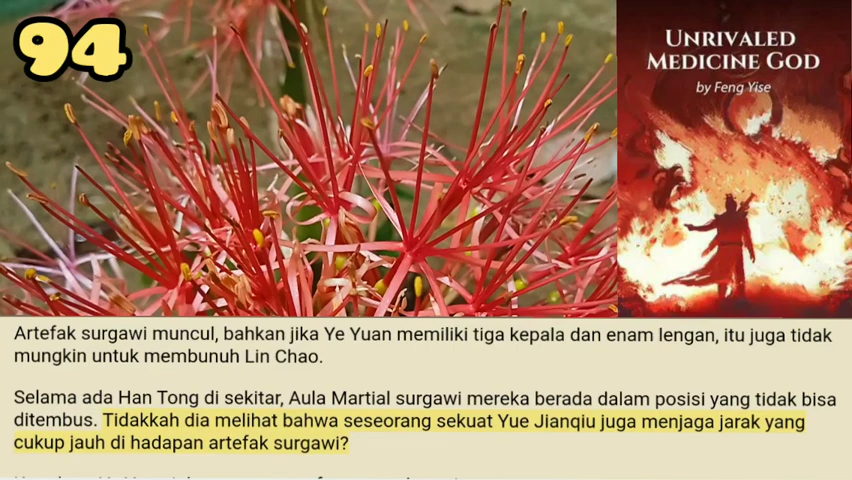 94
UNRIVALED
MEDICINE GOD
by Feng Yise
Artefak surgawi muncul, bahkan jika Ye Yuan memiliki tiga kepala dan enam lengan, itu juga tidak
mungkin untuk membunuh Lin Chao.
Selama ada Han Tong di sekitar, Aula Martial surgawi mereka berada dalam posisi yang tidak bisa
ditembus. Tidakkah dia melihat bahwa seseorang sekuat Yue Jianqiu juga menjaga jarak yang
cukup jauh di hadapan artefak surgawi?